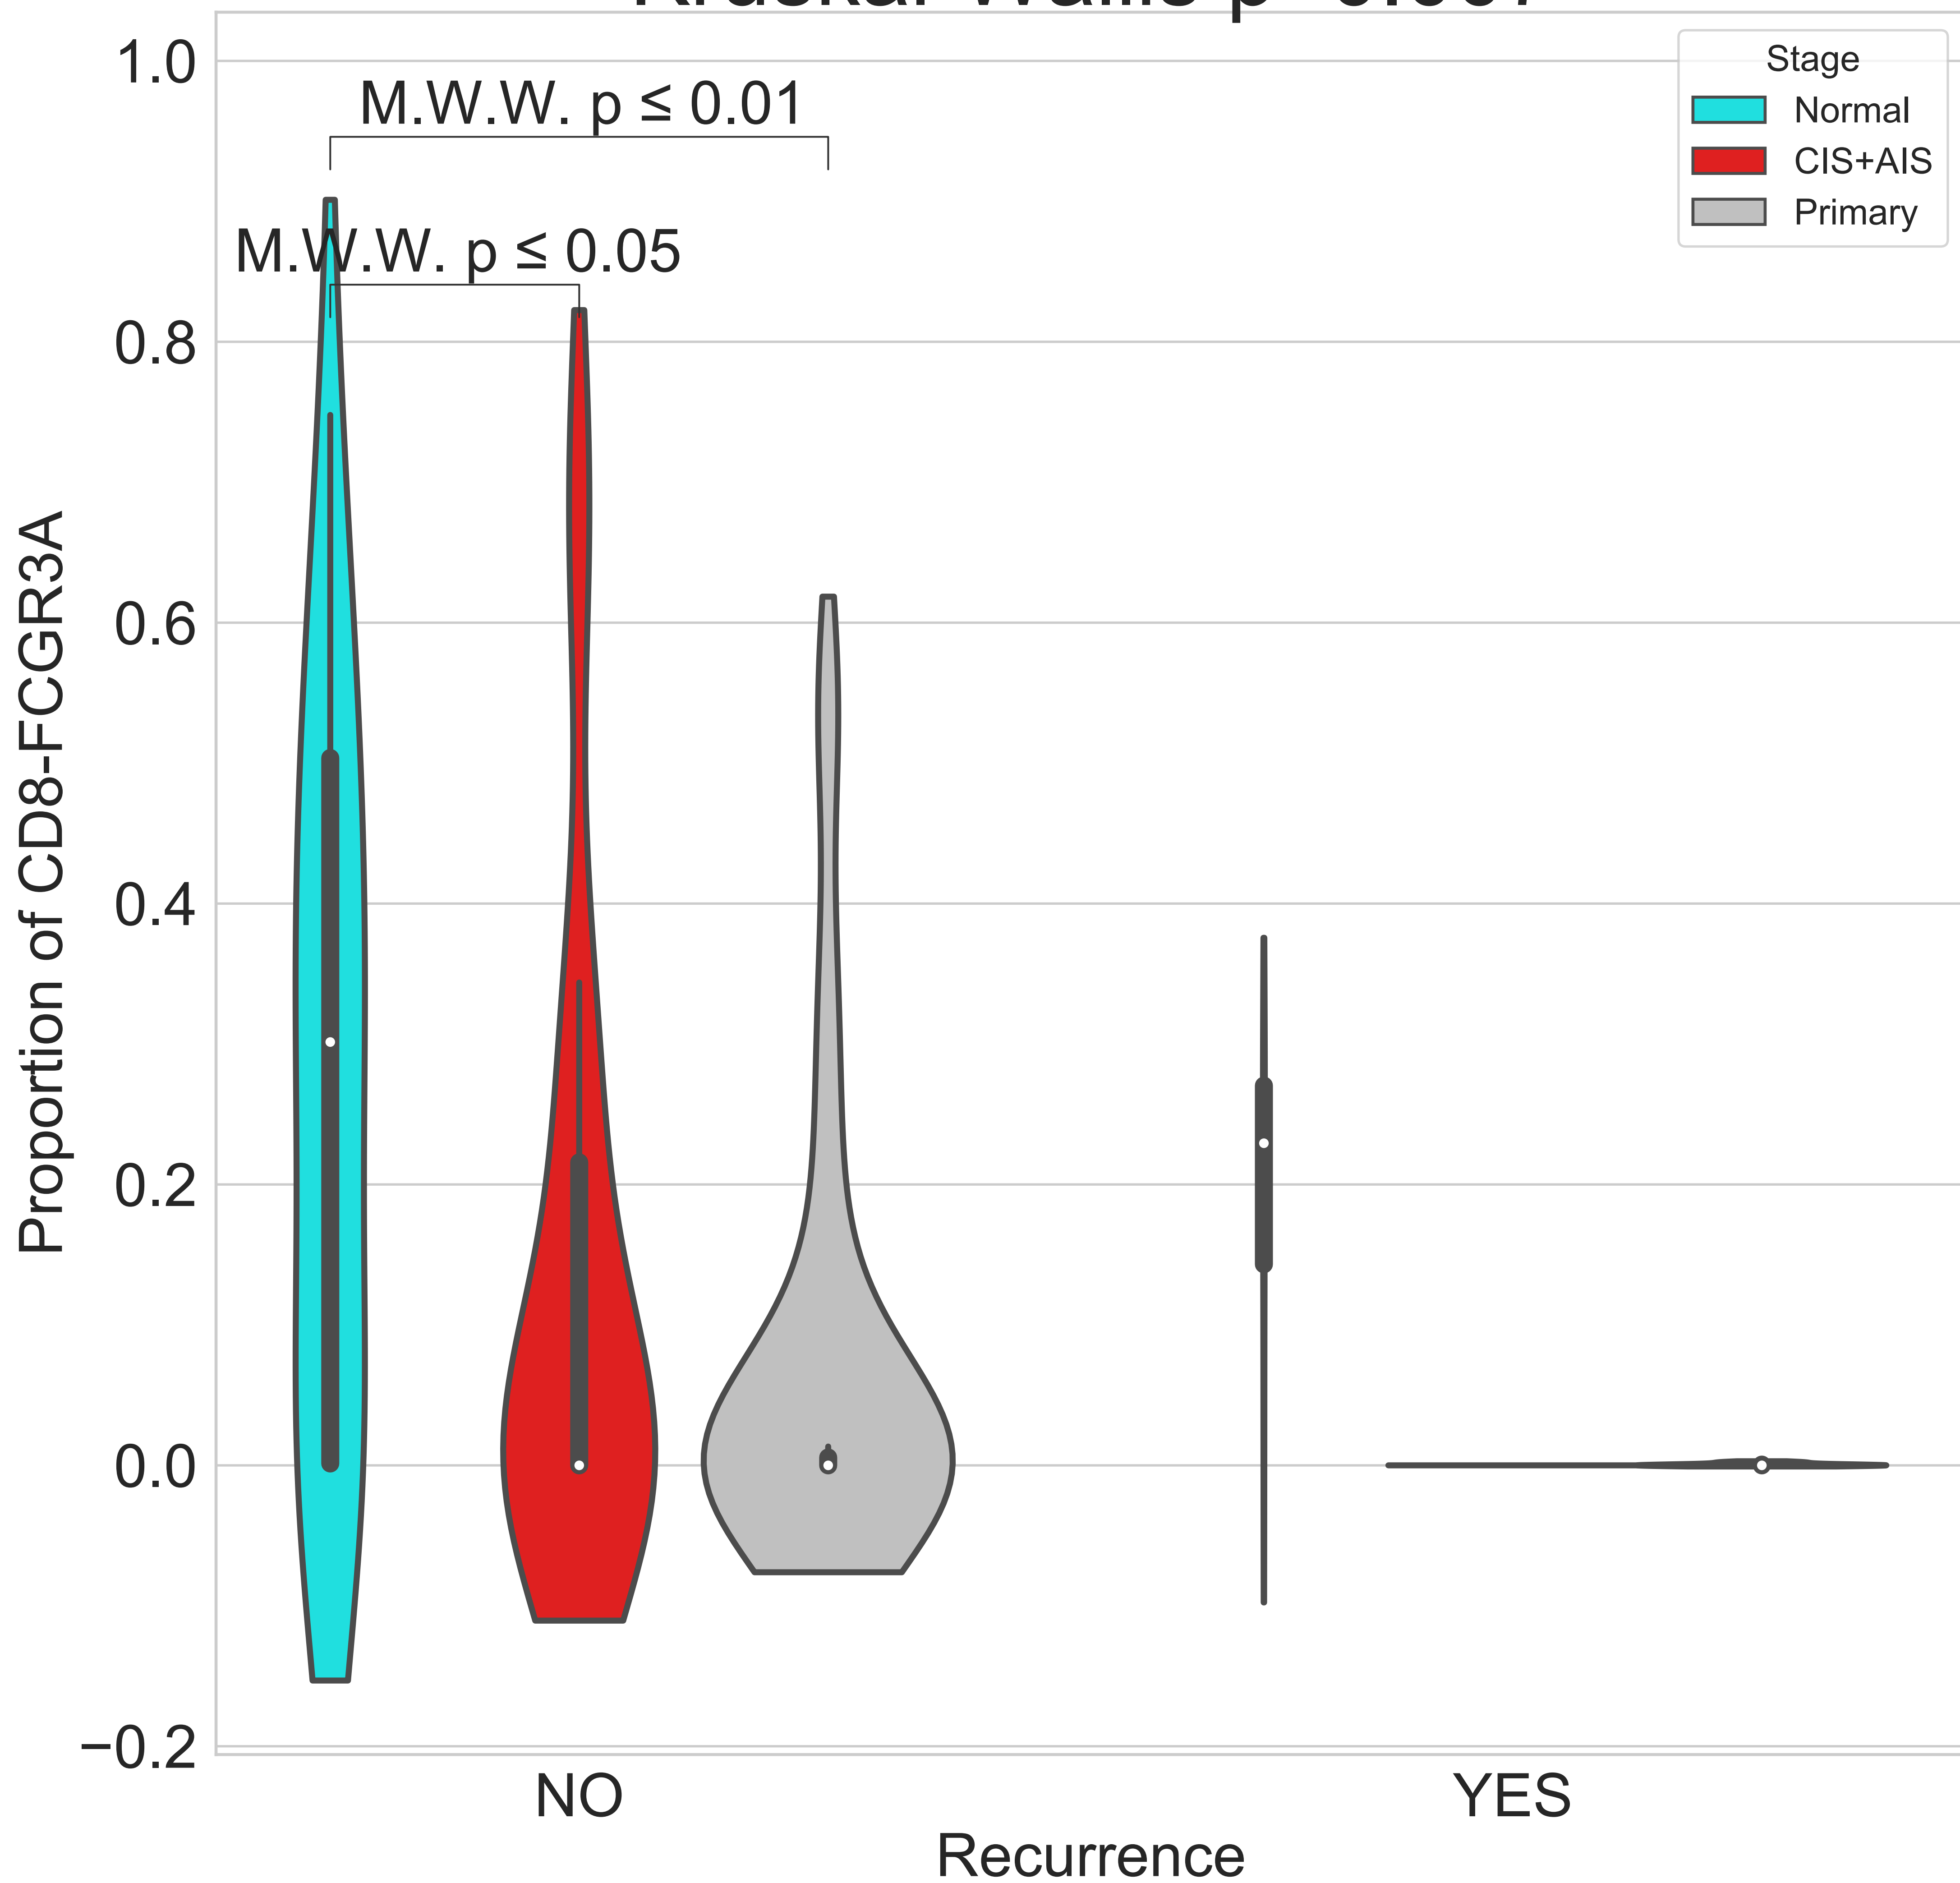 1.0
0.8
0.6
0.4
0.2
0.0
−0.2
Proportion of CD8-FCGR3A
M.W.W. p ≤ 0.01
M.W.W. p ≤ 0.05
Stage
Normal
CIS+AIS
Primary
NO
YES
Recurrence